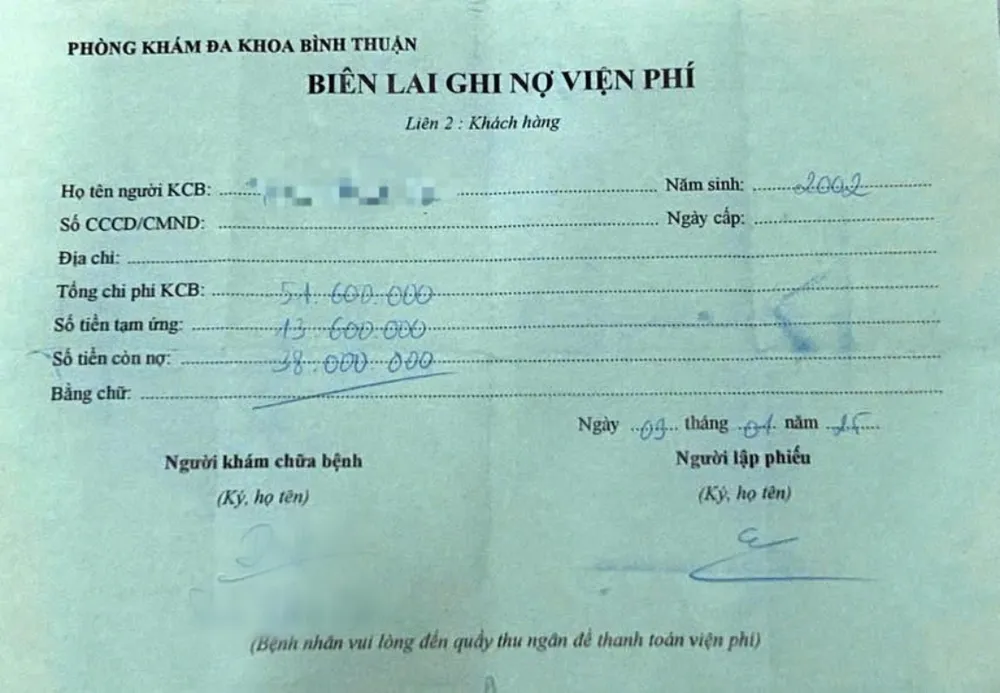 PHÒNG KHÁM ĐA KHOA BÌNH THUẬN
BIÊN LAI GHI NỢ VIỆN PHÍ
Liên 2 : Khách hàng
Họ tên người KCB: Năm sinh: 2002
Số CCCD/CMND: Ngày cấp:
Địa chỉ:
Tổng chi phí KCB: 51.600.000
Số tiền tạm ứng: 13.600.000
Số tiền còn nợ: 38.000.000
Bằng chữ:
Ngày 09 tháng 01 năm 25
Người khám chữa bệnh Người lập phiếu
(Ký, họ tên) (Ký, họ tên)
(Bệnh nhân vui lòng đến quầy thu ngân để thanh toán viện phí)